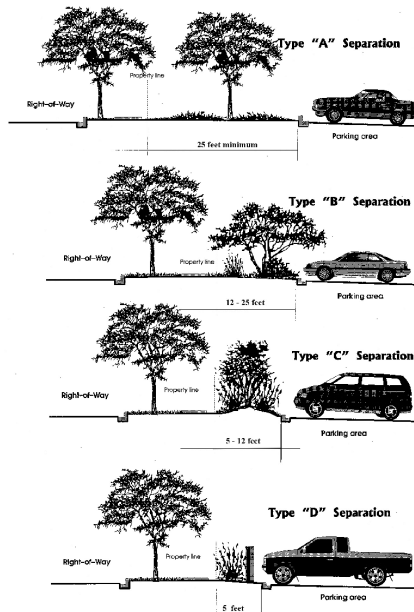 Type "A" Separation
Property line
Right-of-Way
Parking area
25 feet minimum
Type "B" Separation
Right-of-Way
Property line
Parking area
12 - 25 feet
Type "C" Separation
Property line
Right-of-Way
Parking area
5 - 12 feet
Type "D" Separation
Property line
Right-of-Way
Parking area
5 feet